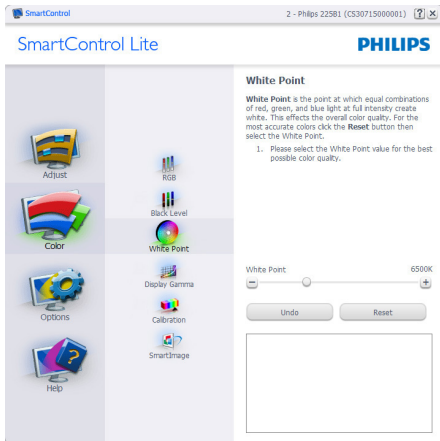 SmartControl
2 - Philips 225B1 (CS30715000001)
SmartControl Lite
PHILIPS
Adjust
Color
Options
Help
RGB
Black Level
White Point
Display Gamma
Calibration
SmartImage
White Point
White Point is the point at which equal combinations
of red, green, and blue light at full intensity create
white. This effects the overall color quality. For the
most accurate colors click the Reset button then
select the White Point.
1. Please select the White Point value for the best
possible color quality.
White Point
6500K
Undo
Reset